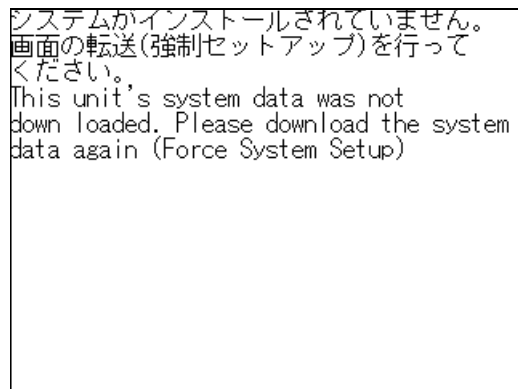 システムがインストールされていません。
画面の転送(強制セットアップ)を行って
ください。
This unit's system data was not
down loaded. Please download the system
data again (Force System Setup)